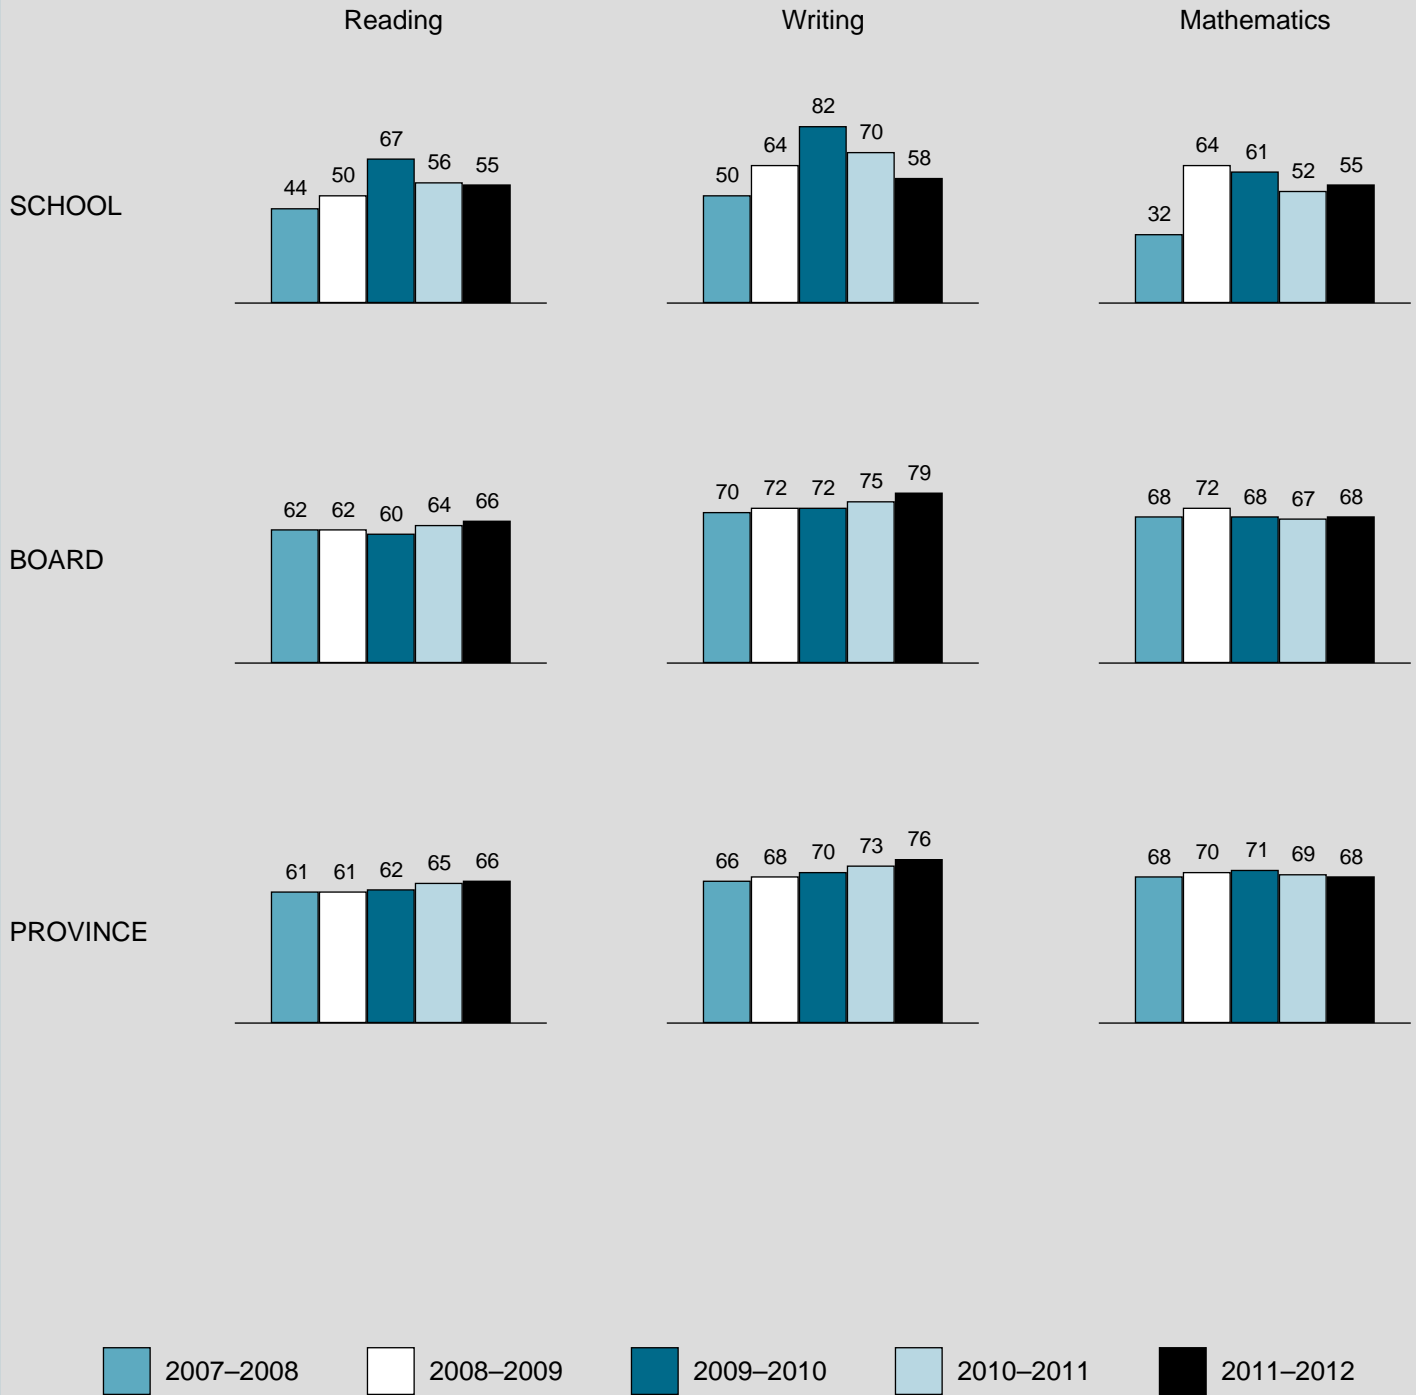 Reading Writing Mathematics
SCHOOL
44 50 67 56 55
50 64 82 70 58
32 64 61 52 55
BOARD
62 62 60 64 66
70 72 72 75 79
68 72 68 67 68
PROVINCE
61 61 62 65 66
66 68 70 73 76
68 70 71 69 68
2007–2008 2008–2009 2009–2010 2010–2011 2011–2012